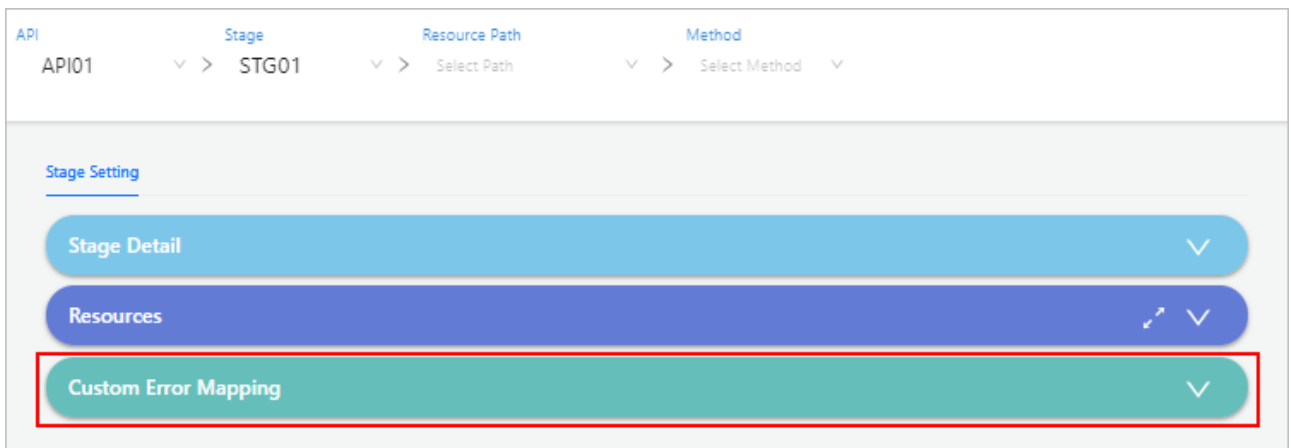 API Stage Resource Path Method
API01 > STG01 > Select Path > Select Method
Stage Setting
Stage Detail
Resources
Custom Error Mapping